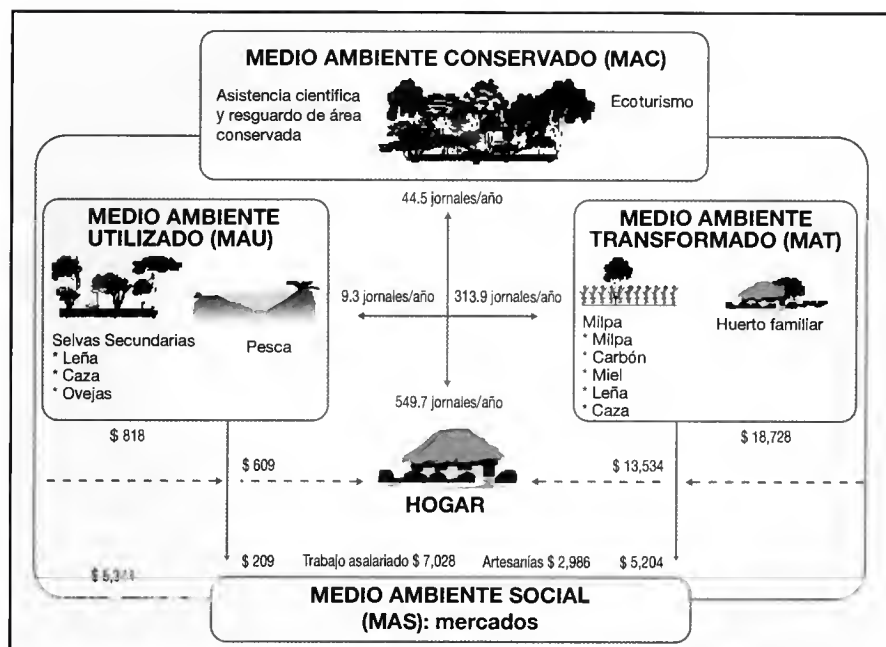 MEDIO AMBIENTE CONSERVADO (MAC)
Asistencia científica
y resguardo de área
conservada
Ecoturismo
44.5 jornales/año
MEDIO AMBIENTE
UTILIZADO (MAU)
Selvas Secundarias
* Leña
* Caza
* Ovejas
Pesca
9.3 jornales/año
313.9 jornales/año
MEDIO AMBIENTE
TRANSFORMADO (MAT)
Milpa
* Milpa
* Carbón
* Miel
* Leña
* Caza
Huerto familiar
549.7 jornales/año
$ 818
$ 609
HOGAR
$ 13,534
$ 18,728
$ 209
Trabajo asalariado $ 7,028
Artesanías $ 2,986
$ 5,204
MEDIO AMBIENTE SOCIAL
(MAS): mercados